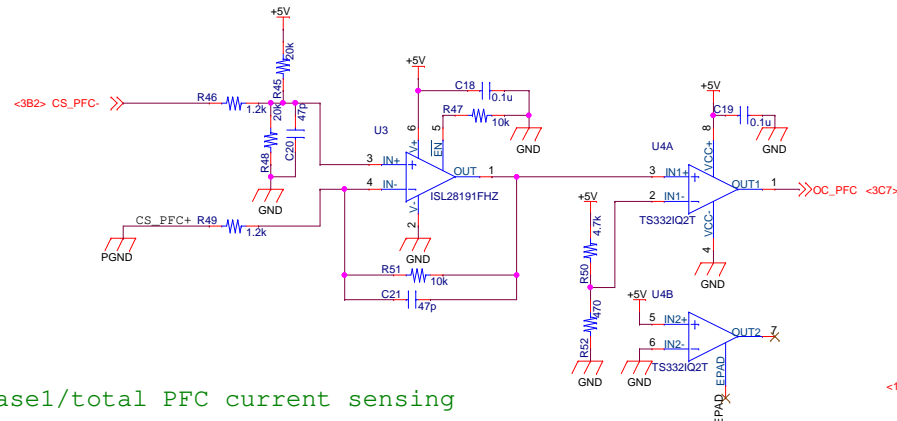 +5V
R45
20k
<3B2> CS_PFC-
R46
1.2k
20k
R48
47p
C20
GND
CS_PFC+
R49
1.2k
PGND
+5V
C18
0.1u
R47
10k
GND
U3
6
5
V+
EN
3
IN+
4
IN-
OUT
1
ISL28191FHZ
V-
2
GND
R51
10k
C21
47p
+5V
C19
0.1u
GND
U4A
8
VCC+
3
IN1+
2
IN1-
OUT1
1
OC_PFC <3C7>
TS332IQ2T
VCC-
4
GND
+5V
4.7k
R50
470
R52
GND
+5V
U4B
5
IN2+
6
IN2-
OUT2
7
TS332IQ2T
GND
EPAD
EPAD
ase1/total PFC current sensing
<1